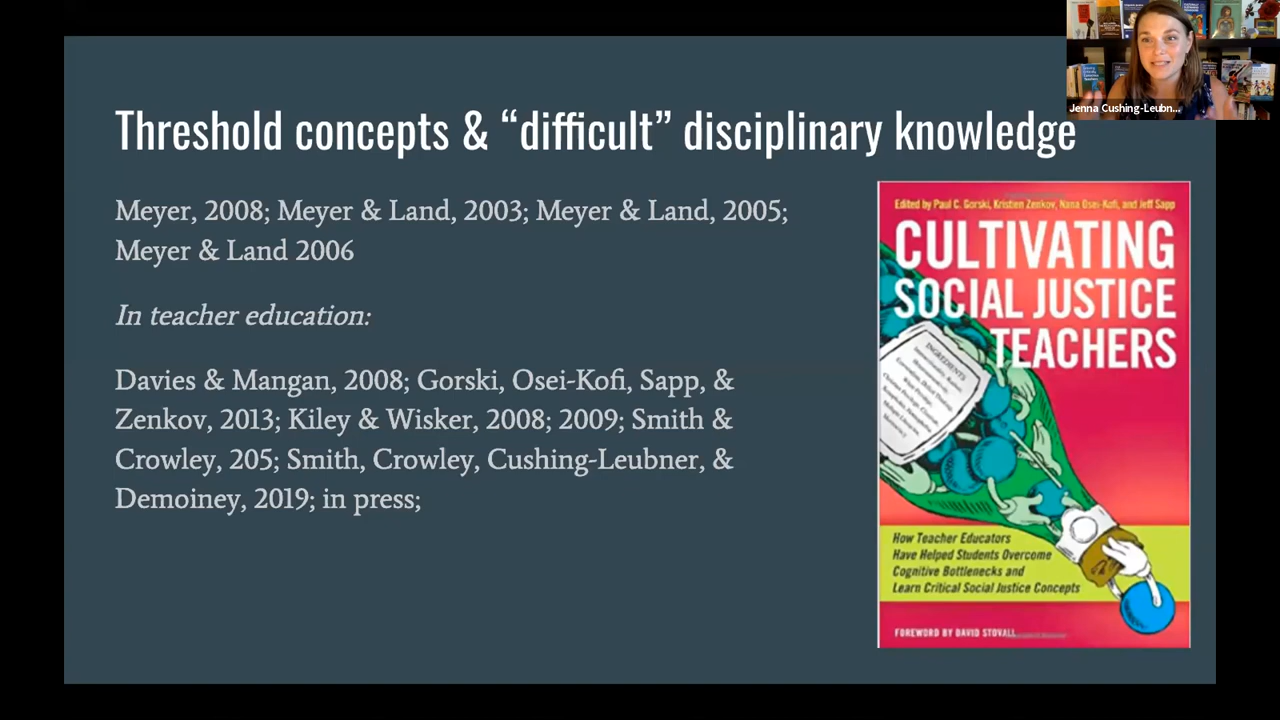 Jenna Cushing-Leubn...
Threshold concepts & “difficult” disciplinary knowledge
Meyer, 2008; Meyer & Land, 2003; Meyer & Land, 2005;
Meyer & Land 2006
In teacher education:
Davies & Mangan, 2008; Gorski, Osei-Kofi, Sapp, &
Zenkov, 2013; Kiley & Wisker, 2008; 2009; Smith &
Crowley, 205; Smith, Crowley, Cushing-Leubner, &
Demoiney, 2019; in press;
Edited by Paul C. Gorski, Kristien Zenkov, Nana Osei-Kofi, and Jeff Sapp
CULTIVATING
SOCIAL JUSTICE
TEACHERS
INGREDIENTS
How Teacher Educators
Have Helped Students Overcome
Cognitive Bottlenecks and
Learn Critical Social Justice Concepts
FOREWORD BY DAVID STOVALL